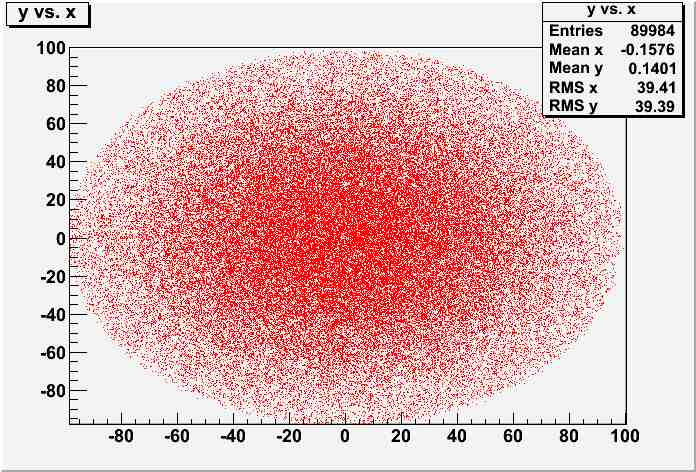 y vs. x
y vs. x
Entries 89984
Mean x -0.1576
Mean y 0.1401
RMS x 39.41
RMS y 39.39
100
80
60
40
20
0
-20
-40
-60
-80
-80 -60 -40 -20 0 20 40 60 80 100